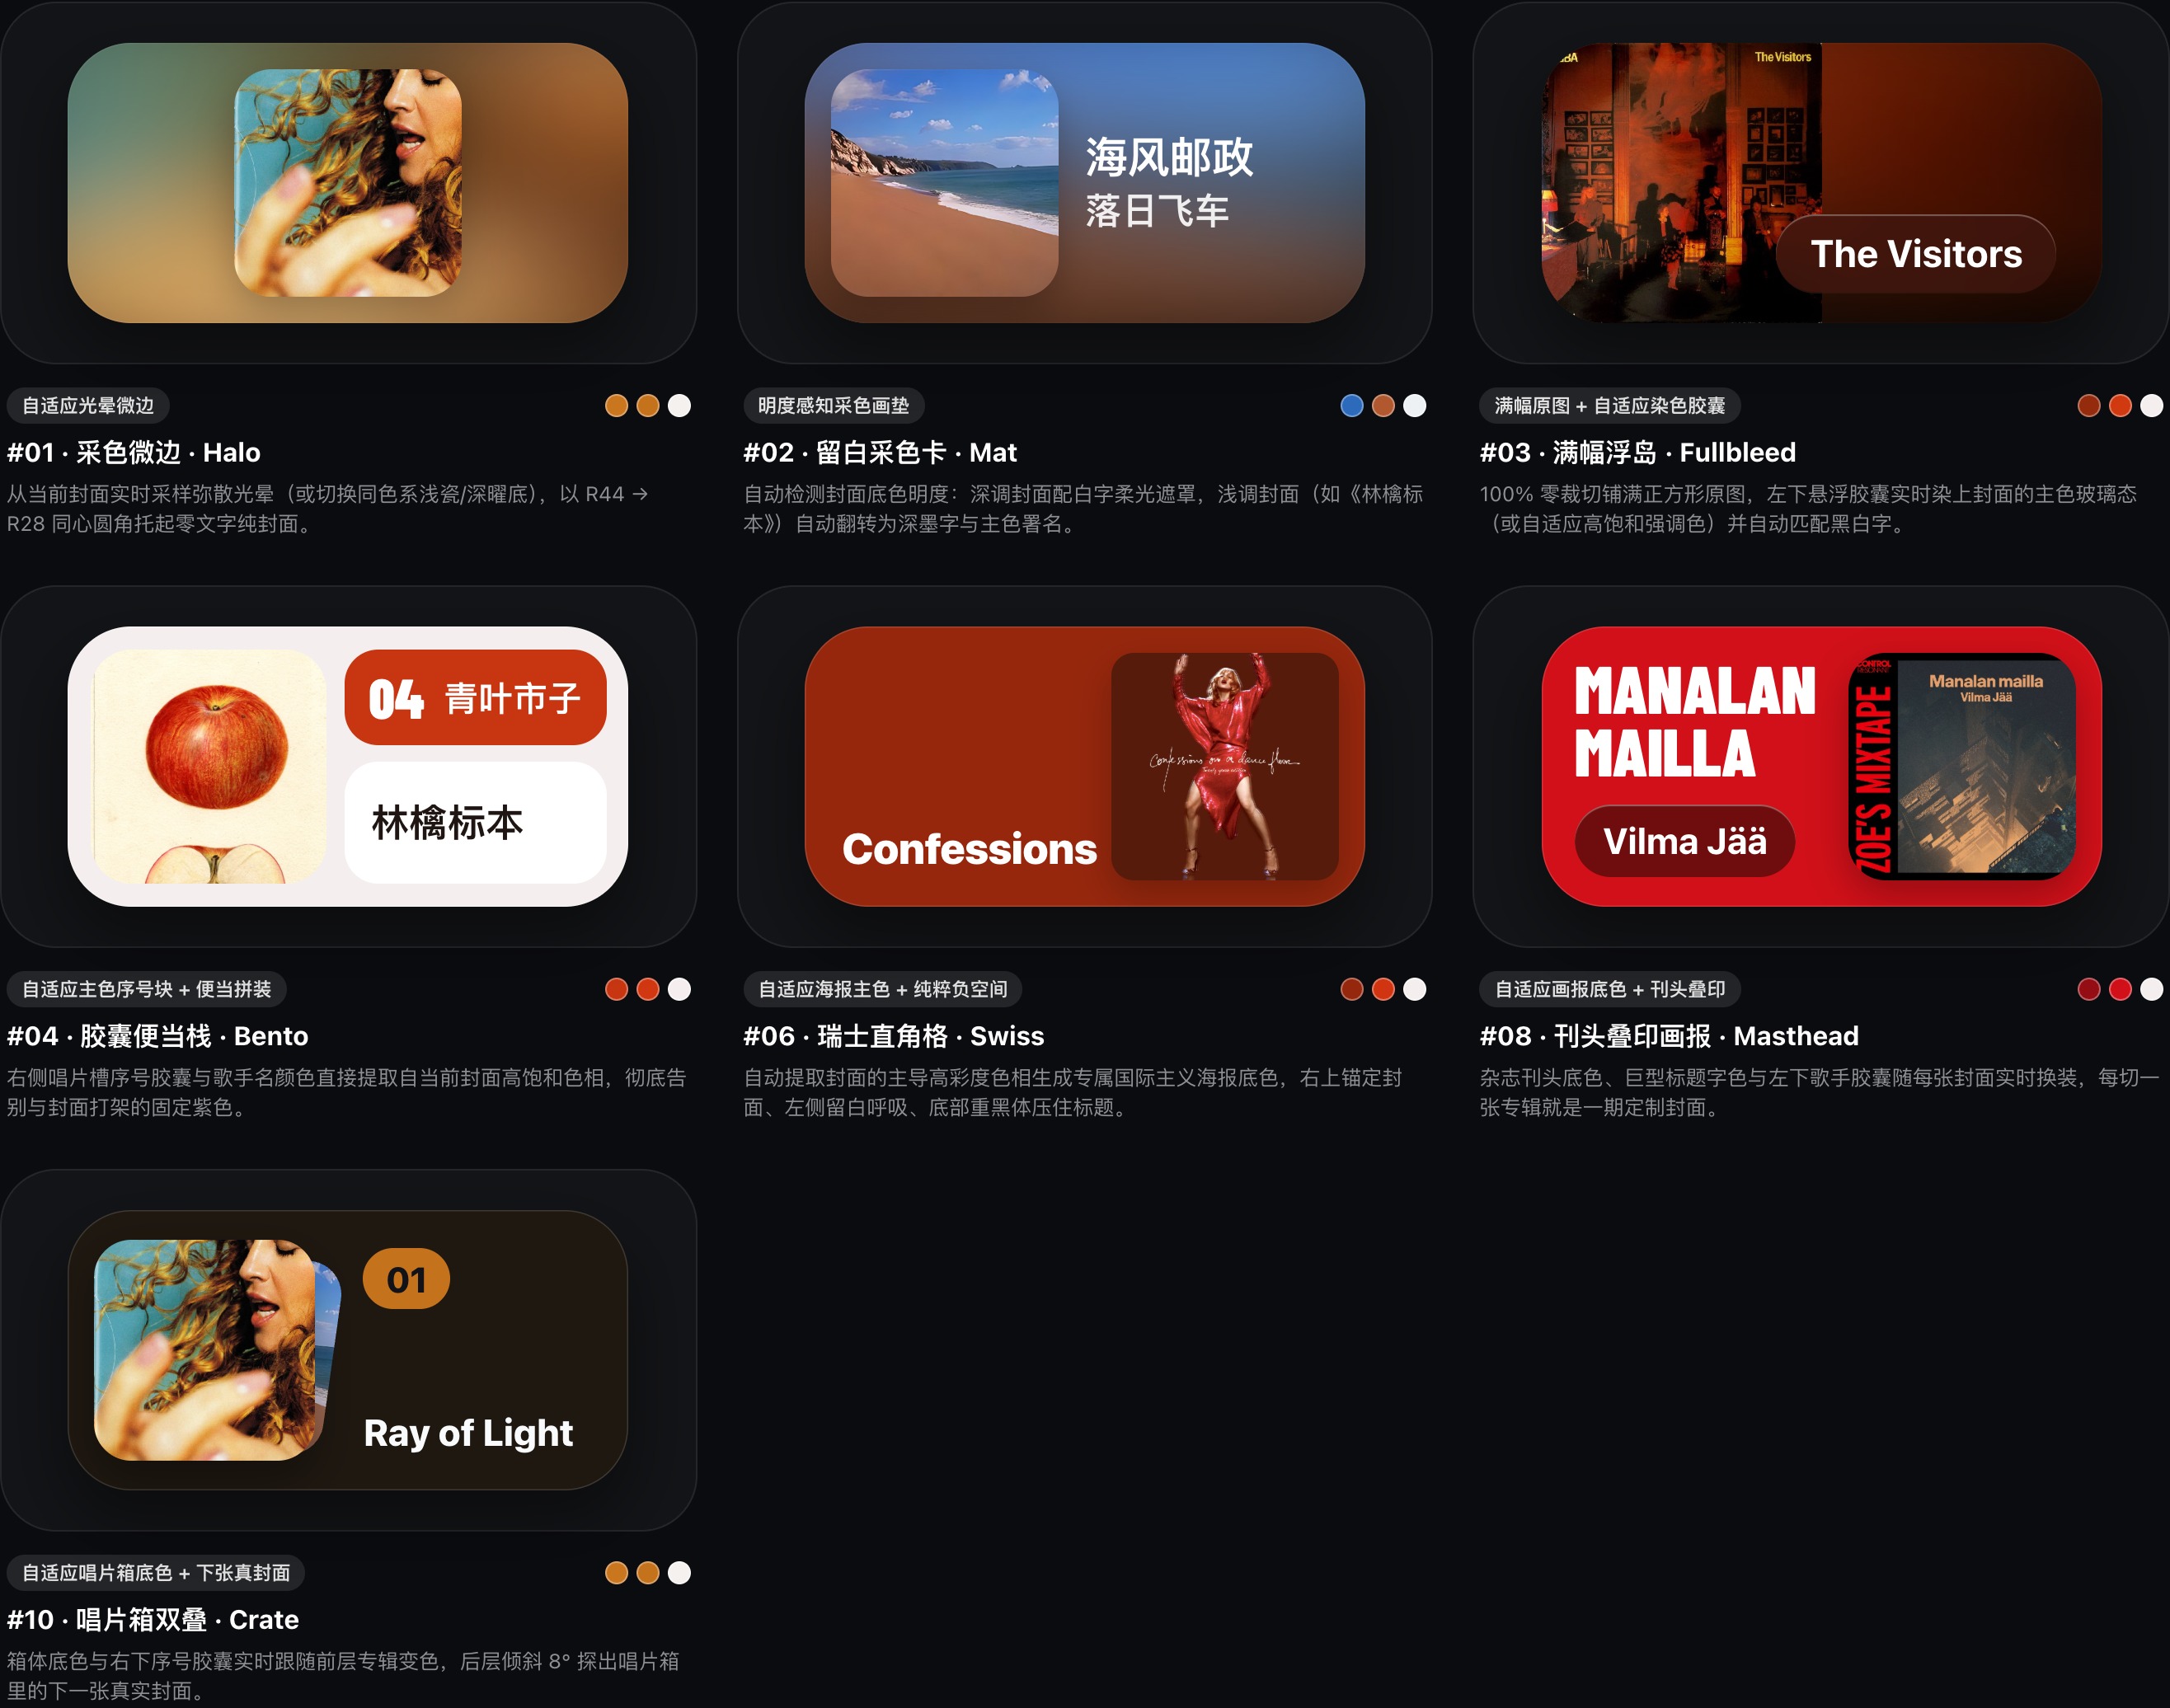 海风邮政
落日飞车
BA
The Visitors
The Visitors
自适应光晕微边
#01 · 采色微边 · Halo
从当前封面实时采样弥散光晕（或切换同色系浅瓷/深曜底），以 R44 →
R28 同心圆角托起零文字纯封面。
明度感知采色画垫
#02 · 留白采色卡 · Mat
自动检测封面底色明度：深调封面配白字柔光遮罩，浅调封面（如《林檎标
本》）自动翻转为深墨字与主色署名。
满幅原图 + 自适应染色胶囊
#03 · 满幅浮岛 · Fullbleed
100% 零裁切铺满正方形原图，左下悬浮胶囊实时染上封面的主色玻璃态
（或自适应高饱和强调色）并自动匹配黑白字。
04 青叶市子
林檎标本
Confessions on a dance floor
Twenty years edition
Confessions
MANALAN
MAILLA
Vilma Jää
CONTROL
ZOE'S MIXTAPE
Manalan mailla
Vilma Jää
自适应主色序号块 + 便当拼装
#04 · 胶囊便当栈 · Bento
右侧唱片槽序号胶囊与歌手名颜色直接提取自当前封面高饱和色相，彻底告
别与封面打架的固定紫色。
自适应海报主色 + 纯粹负空间
#06 · 瑞士直角格 · Swiss
自动提取封面的主导高彩度色相生成专属国际主义海报底色，右上锚定封
面、左侧留白呼吸、底部重黑体压住标题。
自适应画报底色 + 刊头叠印
#08 · 刊头叠印画报 · Masthead
杂志刊头底色、巨型标题字色与左下歌手胶囊随每张封面实时换装，每切一
张专辑就是一期定制封面。
01
Ray of Light
自适应唱片箱底色 + 下张真封面
#10 · 唱片箱双叠 · Crate
箱体底色与右下序号胶囊实时跟随前层专辑变色，后层倾斜 8° 探出唱片箱
里的下一张真实封面。